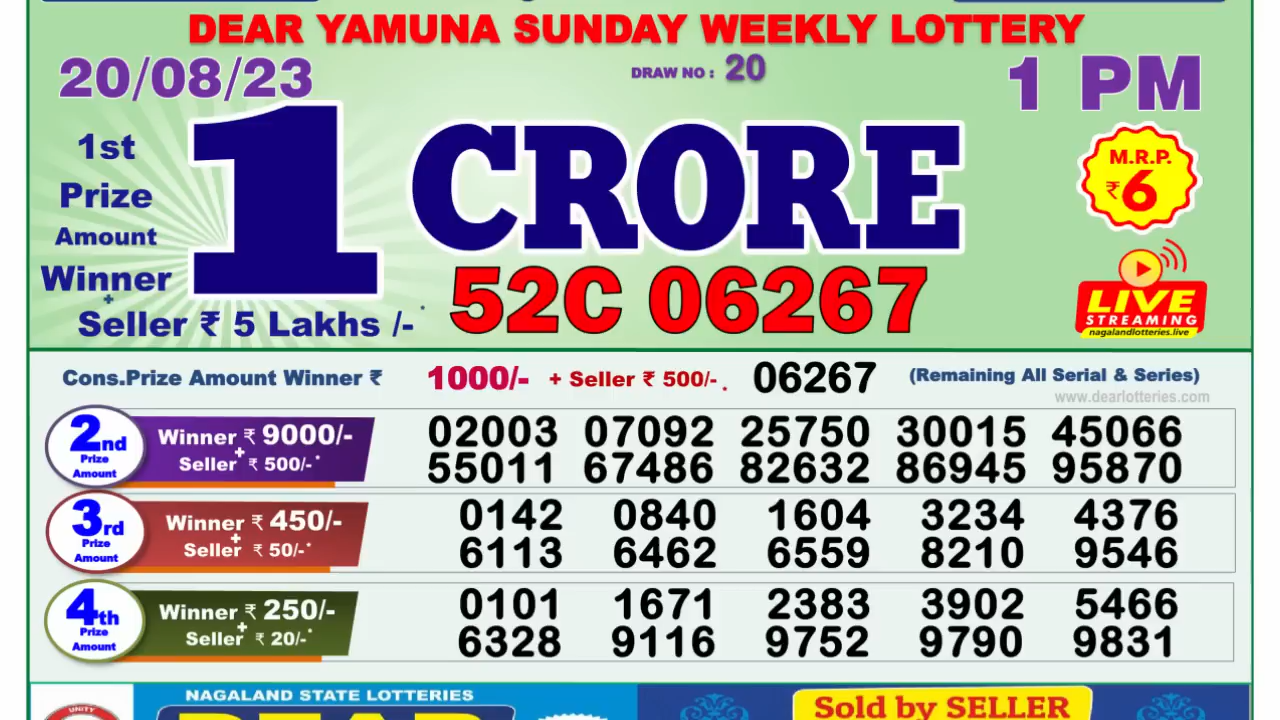 DEAR YAMUNA SUNDAY WEEKLY LOTTERY
20/08/23
DRAW NO : 20
1 PM
1st
Prize
Amount
Winner
+
Seller ₹ 5 Lakhs /-
1 CRORE
52C 06267
M.R.P.
₹6
LIVE
STREAMING
nagalandlotteries.live
Cons.Prize Amount Winner ₹ 1000/- + Seller ₹ 500/- . 06267 (Remaining All Serial & Series)
www.dearlotteries.com
2nd
Prize
Amount
Winner ₹ 9000/-
+
Seller ₹ 500/-*
02003 07092 25750 30015 45066
55011 67486 82632 86945 95870
3rd
Prize
Amount
Winner ₹ 450/-
+
Seller ₹ 50/-*
0142 0840 1604 3234 4376
6113 6462 6559 8210 9546
4th
Prize
Amount
Winner ₹ 250/-
+
Seller ₹ 20/-*
0101 1671 2383 3902 5466
6328 9116 9752 9790 9831
NAGALAND STATE LOTTERIES
DEAR
UNITY
Sold by SELLER